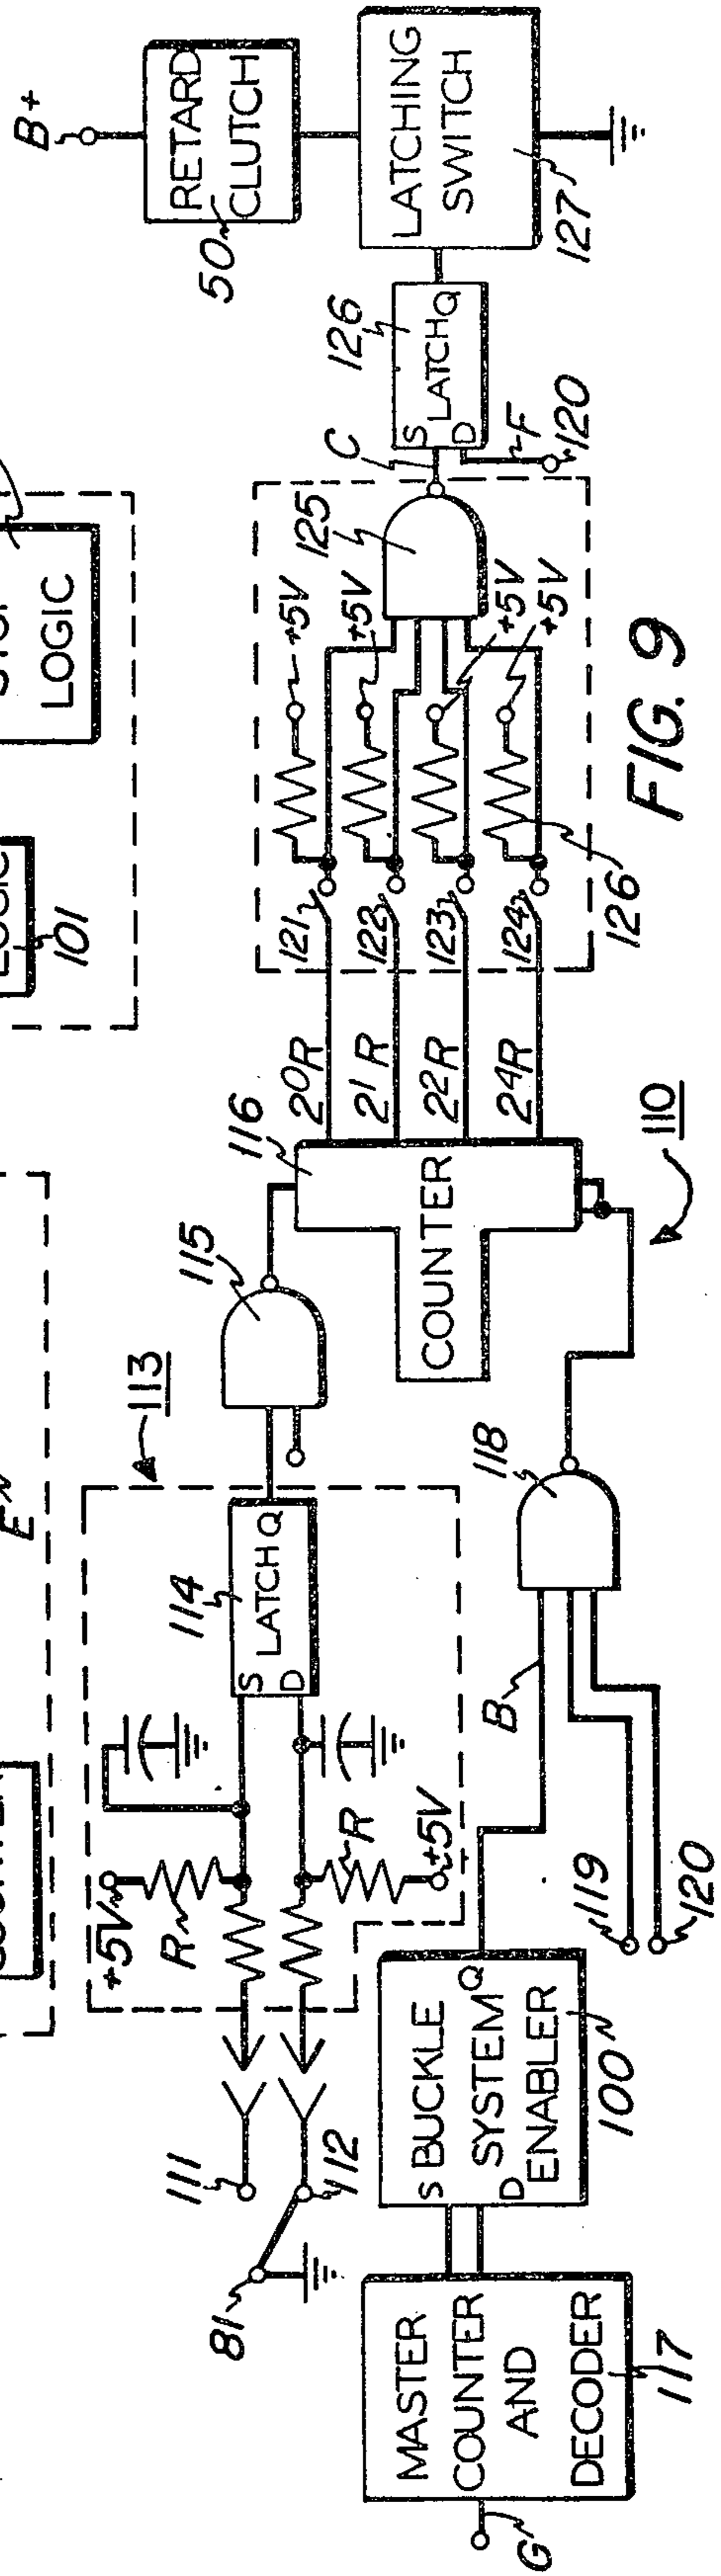 LOGIC
101
STOP
LOGIC
E
B+
RETARD
CLUTCH
50
LATCHING
SWITCH
127
126
S
D
LATCH
Q
C
F
120
125
+5V
+5V
+5V
+5V
121
122
123
124
126
2⁰R
2¹R
2²R
2⁴R
116
COUNTER
115
113
114
S
D
LATCH
Q
+5V
R
R
+5V
111
112
81
118
B
119
120
S
D
BUCKLE
SYSTEM
ENABLER
Q
100
MASTER
COUNTER
AND
DECODER
117
G
110
FIG. 9